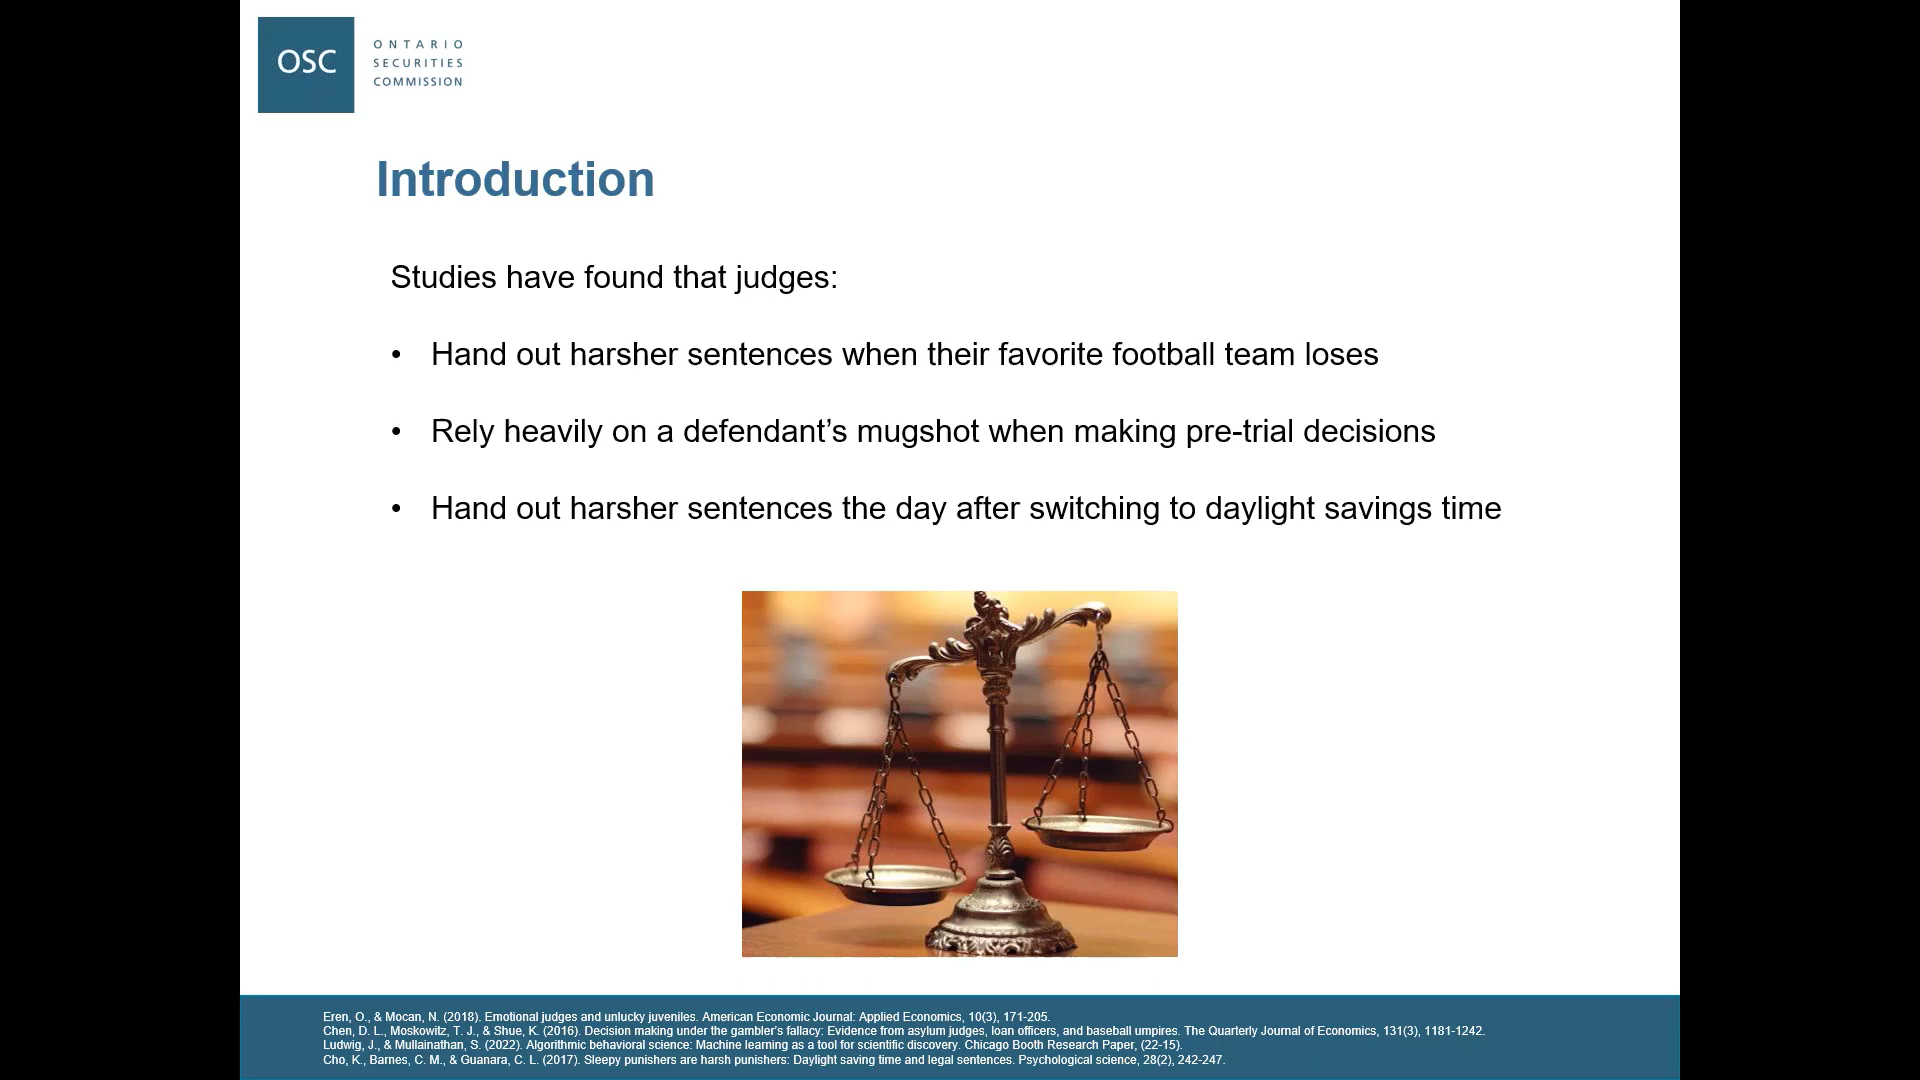 OSC
ONTARIO
SECURITIES
COMMISSION
Introduction
Studies have found that judges:
• Hand out harsher sentences when their favorite football team loses
• Rely heavily on a defendant’s mugshot when making pre-trial decisions
• Hand out harsher sentences the day after switching to daylight savings time
Eren, O., & Mocan, N. (2018). Emotional judges and unlucky juveniles. American Economic Journal: Applied Economics, 10(3), 171-205.
Chen, D. L., Moskowitz, T. J., & Shue, K. (2016). Decision making under the gambler’s fallacy: Evidence from asylum judges, loan officers, and baseball umpires. The Quarterly Journal of Economics, 131(3), 1181-1242.
Ludwig, J., & Mullainathan, S. (2022). Algorithmic behavioral science: Machine learning as a tool for scientific discovery. Chicago Booth Research Paper, (22-15).
Cho, K., Barnes, C. M., & Guanara, C. L. (2017). Sleepy punishers are harsh punishers: Daylight saving time and legal sentences. Psychological science, 28(2), 242-247.